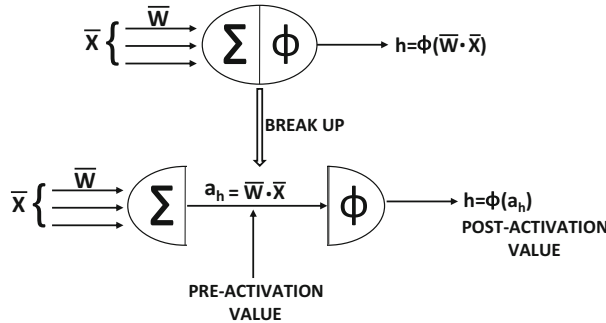 W̅
X̅ {
Σ ϕ
h=Φ(W̅·X̅)
BREAK UP
W̅
X̅ {
Σ
a_h = W̅·X̅
ϕ
h=Φ(a_h)
POST-ACTIVATION
VALUE
PRE-ACTIVATION
VALUE